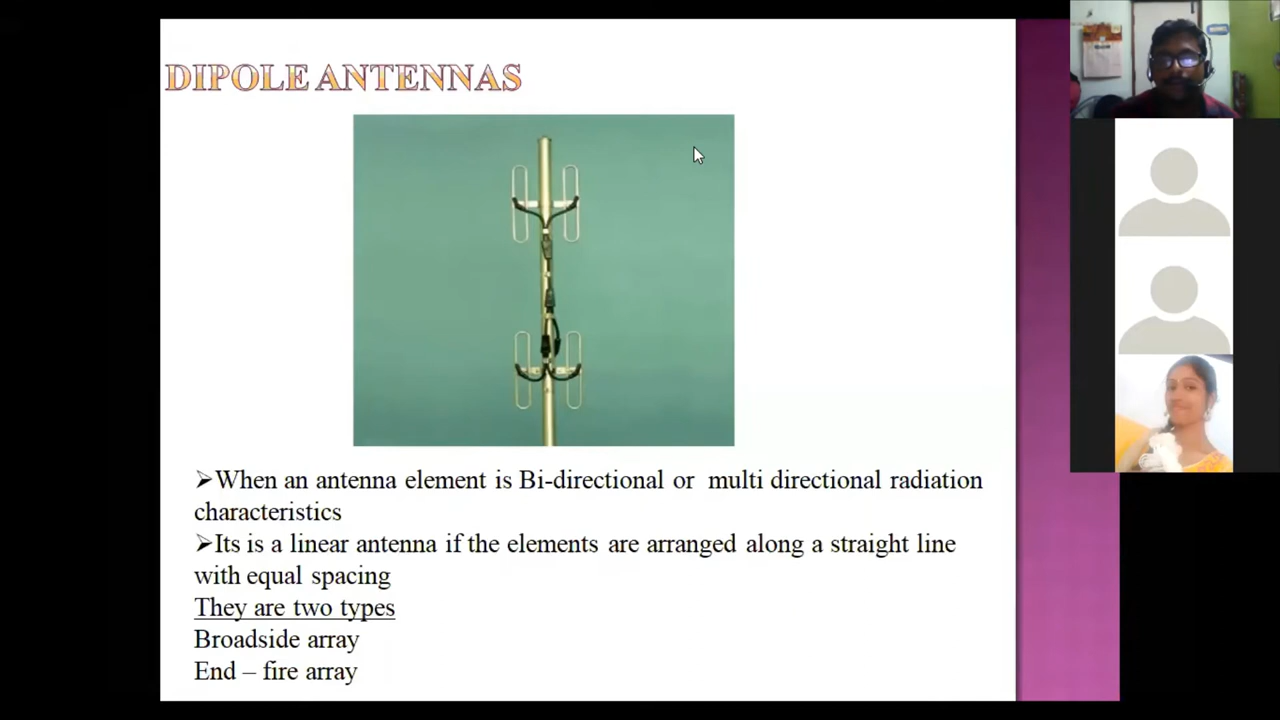 DIPOLE ANTENNAS
➢When an antenna element is Bi-directional or multi directional radiation
characteristics
➢Its is a linear antenna if the elements are arranged along a straight line
with equal spacing
They are two types
Broadside array
End – fire array